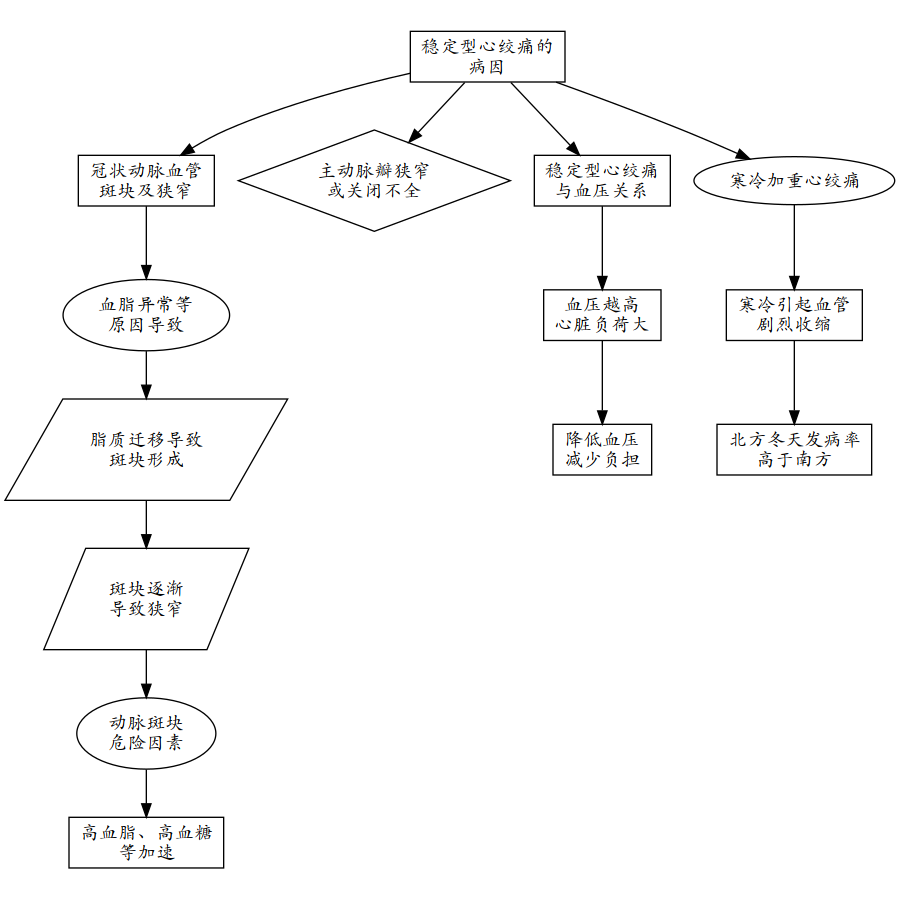 稳定型心绞痛的
病因
冠状动脉血管
斑块及狭窄
主动脉瓣狭窄
或关闭不全
稳定型心绞痛
与血压关系
寒冷加重心绞痛
血脂异常等
原因导致
血压越高
心脏负荷大
寒冷引起血管
剧烈收缩
脂质迁移导致
斑块形成
降低血压
减少负担
北方冬天发病率
高于南方
斑块逐渐
导致狭窄
动脉斑块
危险因素
高血脂、高血糖
等加速